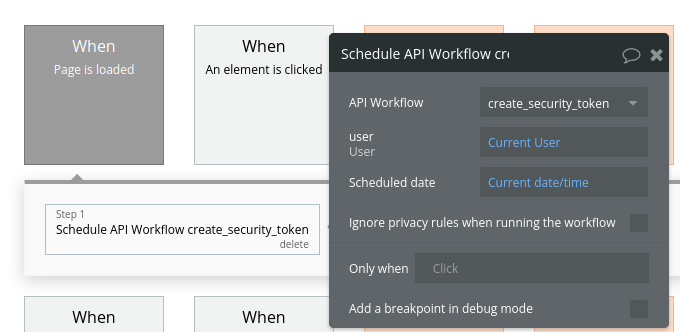 When
Page is loaded
When
An element is clicked
Schedule API Workflow cre
API Workflow
create_security_token
user
User
Current User
Scheduled date
Current date/time
Ignore privacy rules when running the workflow
Only when
Click
Add a breakpoint in debug mode
Step 1
Schedule API Workflow create_security_token
delete
When
When